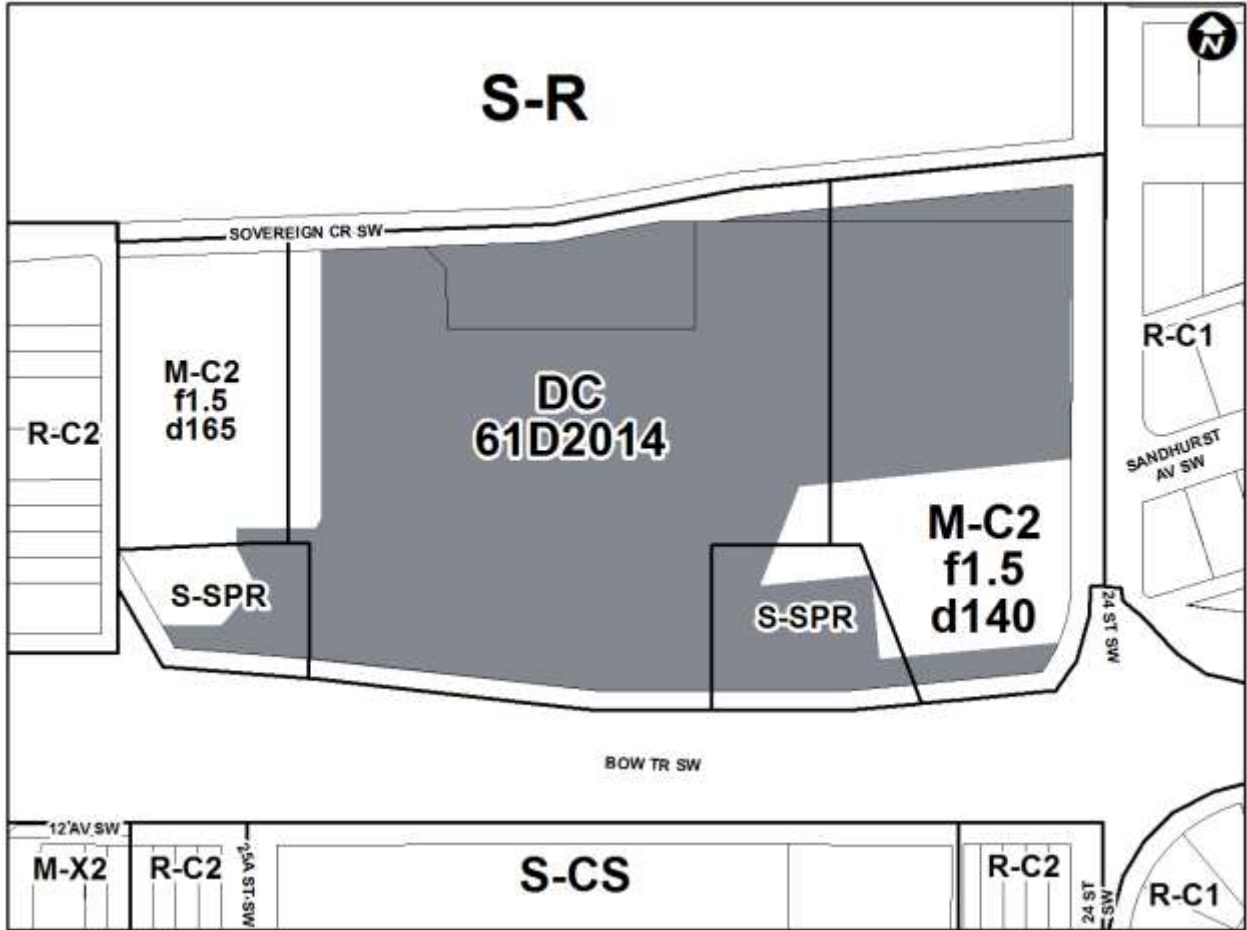 N
S-R
SOVEREIGN CR SW
R-C1
M-C2
f1.5
d165
DC
61D2014
R-C2
SANDHURST
AV SW
M-C2
f1.5
d140
S-SPR
S-SPR
24 ST SW
BOW TR SW
12 AV SW
M-X2
R-C2
25A ST SW
S-CS
R-C2
24 ST
SW
R-C1